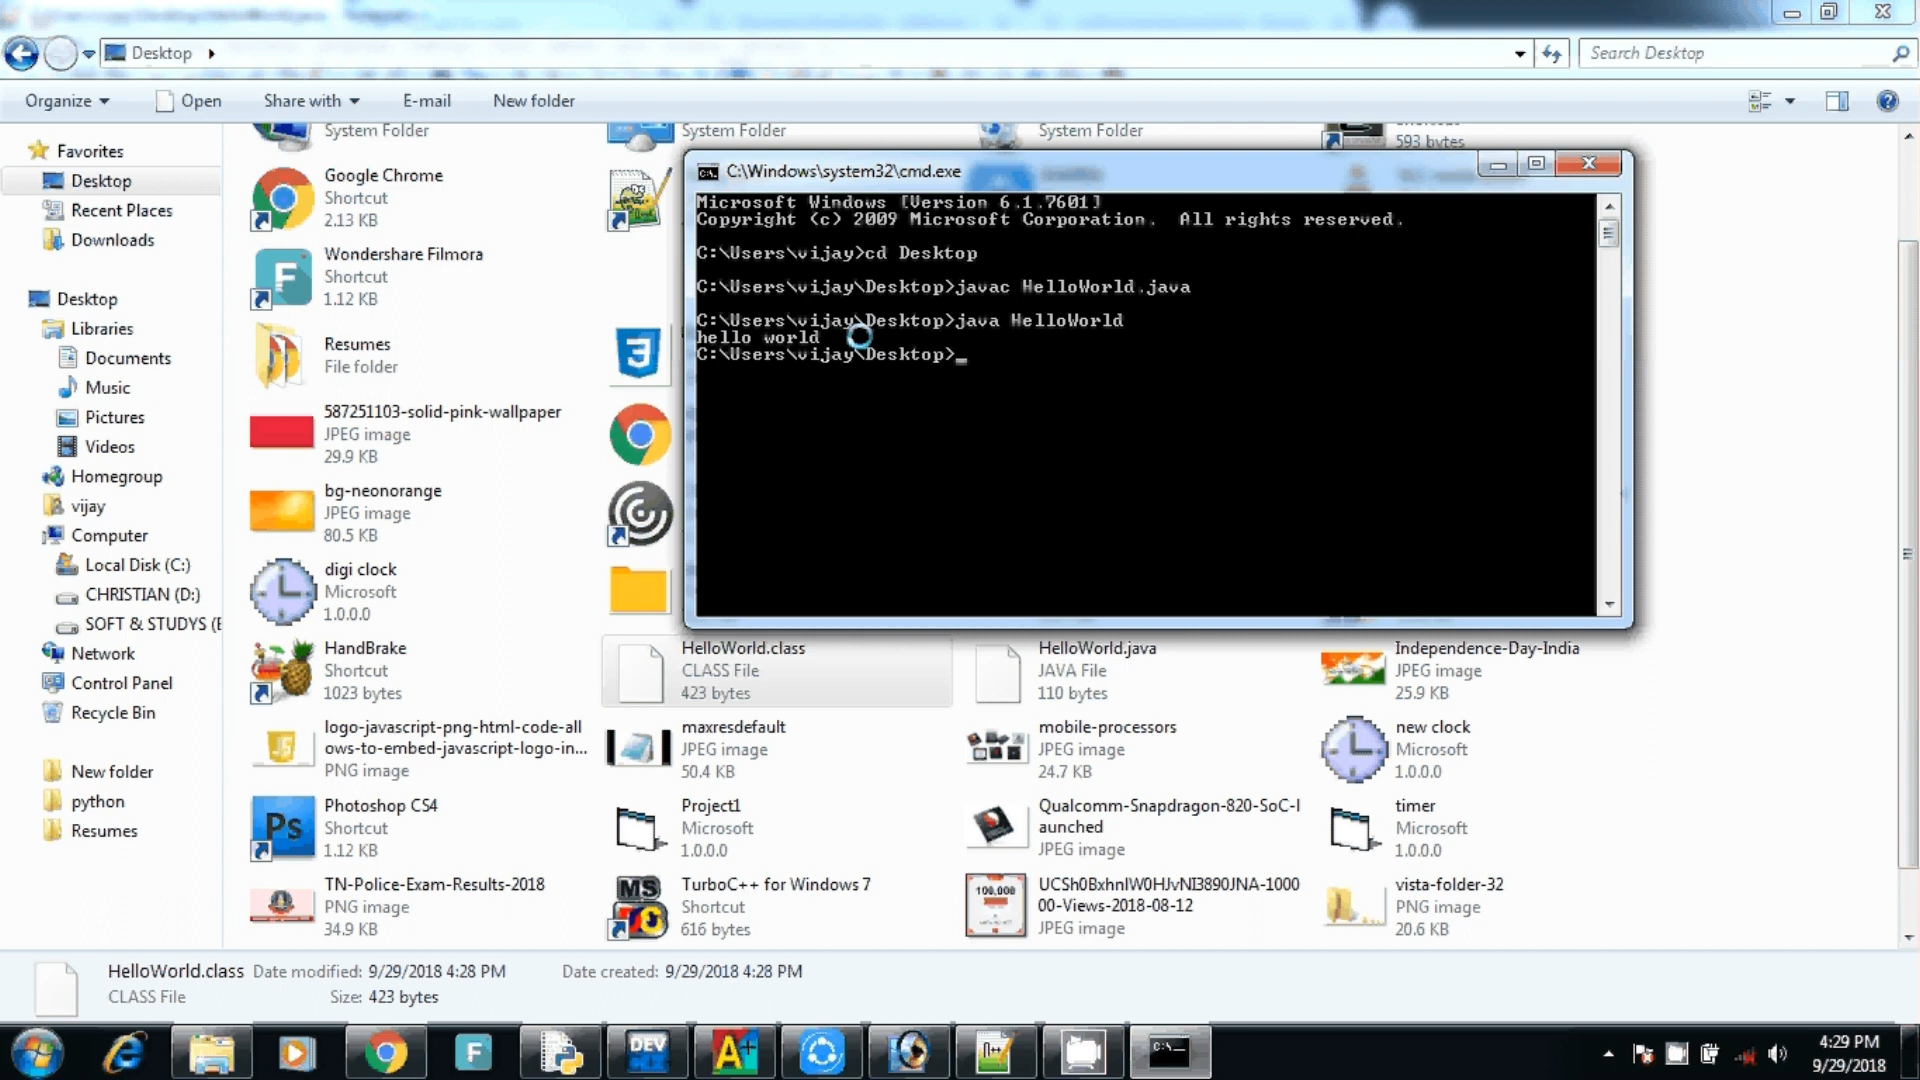 Desktop
Search Desktop
Organize
Open
Share with
E-mail
New folder
Favorites
Desktop
Recent Places
Downloads
Desktop
Libraries
Documents
Music
Pictures
Videos
Homegroup
vijay
Computer
Local Disk (C:)
CHRISTIAN (D:)
SOFT & STUDYS (E
Network
Control Panel
Recycle Bin
New folder
python
Resumes
System Folder
System Folder
System Folder
593 bytes
Google Chrome
Shortcut
2.13 KB
Wondershare Filmora
Shortcut
1.12 KB
Resumes
File folder
587251103-solid-pink-wallpaper
JPEG image
29.9 KB
bg-neonorange
JPEG image
80.5 KB
digi clock
Microsoft
1.0.0.0
C:\Windows\system32\cmd.exe
Microsoft Windows [Version 6.1.7601]
Copyright (c) 2009 Microsoft Corporation.  All rights reserved.
C:\Users\vijay>cd Desktop
C:\Users\vijay\Desktop>javac HelloWorld.java
C:\Users\vijay\Desktop>java HelloWorld
hello world
C:\Users\vijay\Desktop>_
HandBrake
Shortcut
1023 bytes
HelloWorld.class
CLASS File
423 bytes
HelloWorld.java
JAVA File
110 bytes
Independence-Day-India
JPEG image
25.9 KB
logo-javascript-png-html-code-all
ows-to-embed-javascript-logo-in...
PNG image
maxresdefault
JPEG image
50.4 KB
mobile-processors
JPEG image
24.7 KB
new clock
Microsoft
1.0.0.0
Photoshop CS4
Shortcut
1.12 KB
Project1
Microsoft
1.0.0.0
Qualcomm-Snapdragon-820-SoC-l
aunched
JPEG image
timer
Microsoft
1.0.0.0
TN-Police-Exam-Results-2018
PNG image
34.9 KB
TurboC++ for Windows 7
Shortcut
616 bytes
UCSh0BxhnIW0HJvNI3890JNA-1000
00-Views-2018-08-12
JPEG image
vista-folder-32
PNG image
20.6 KB
HelloWorld.class Date modified: 9/29/2018 4:28 PM Date created: 9/29/2018 4:28 PM
CLASS File Size: 423 bytes
4:29 PM
9/29/2018